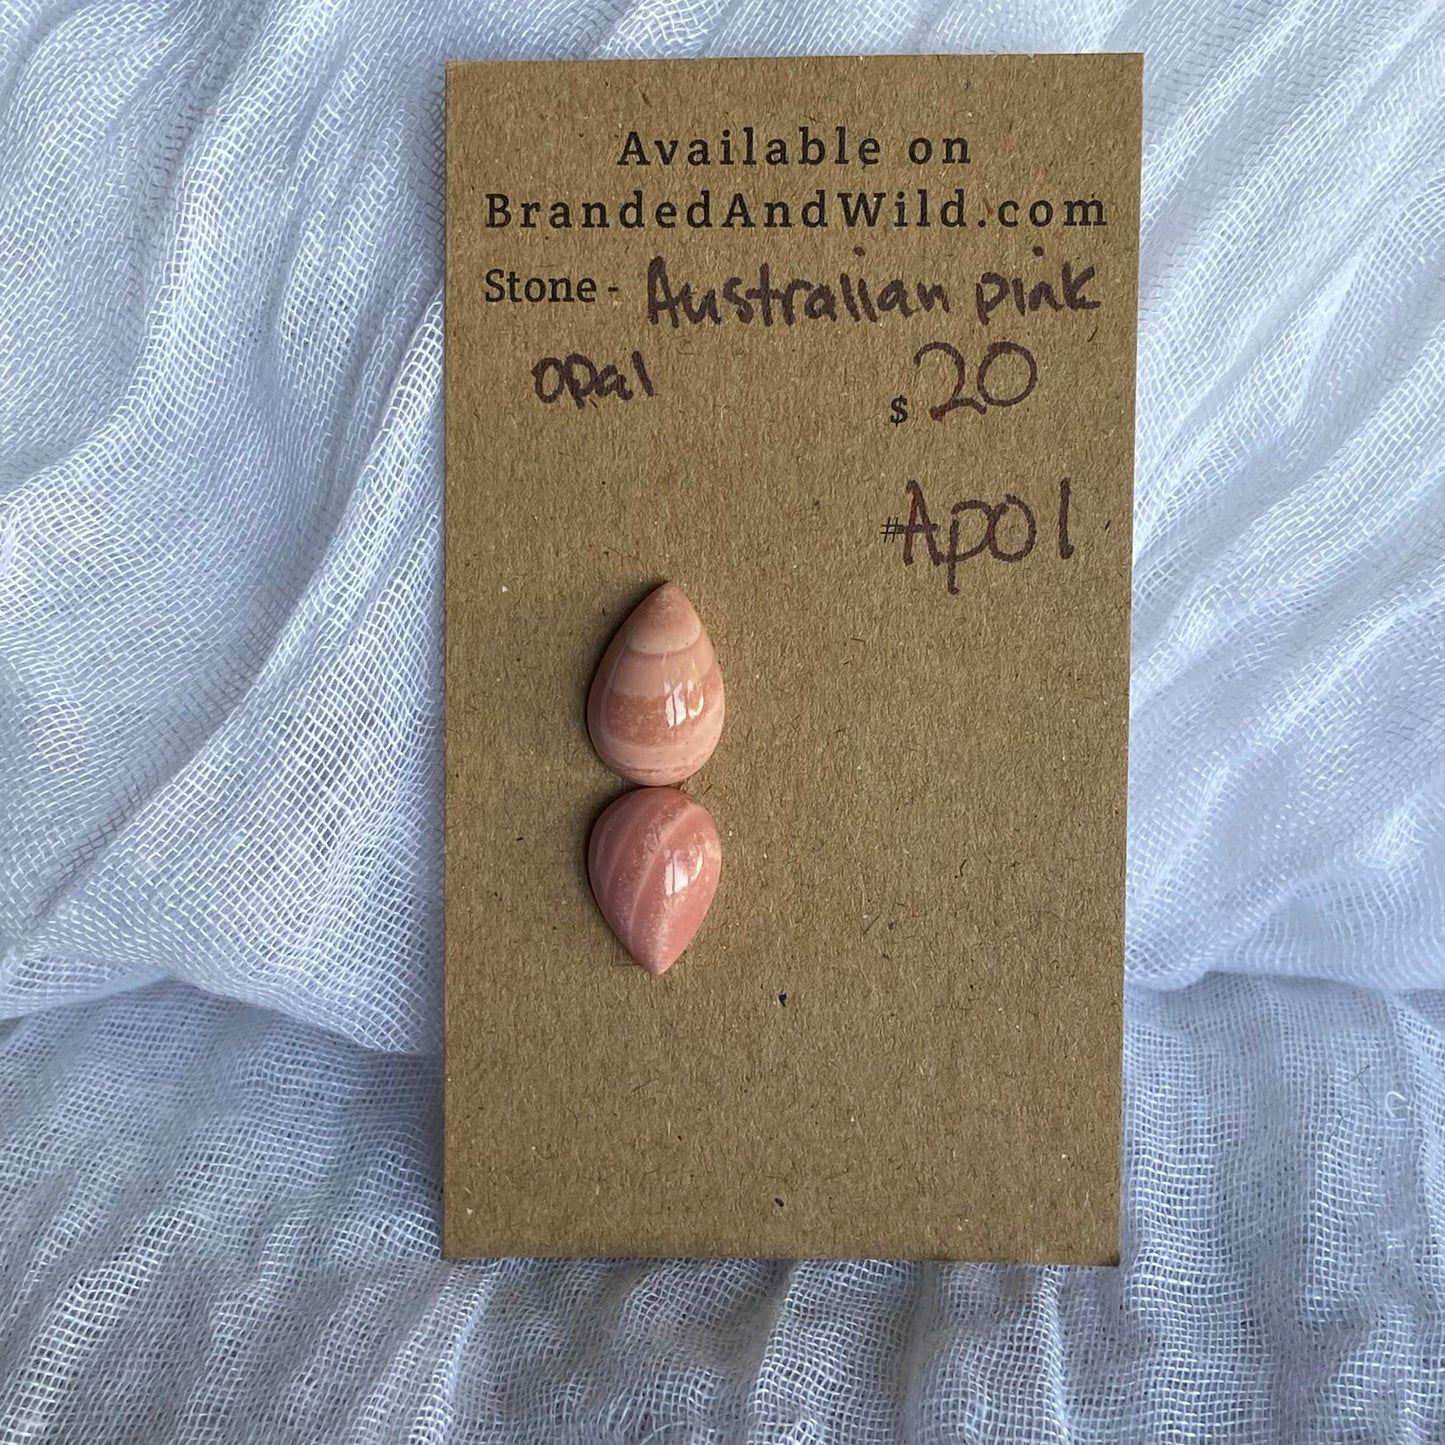 Available on
BrandedAndWild.com
Stone - Australian pink
opal
$ 20
#Ap01